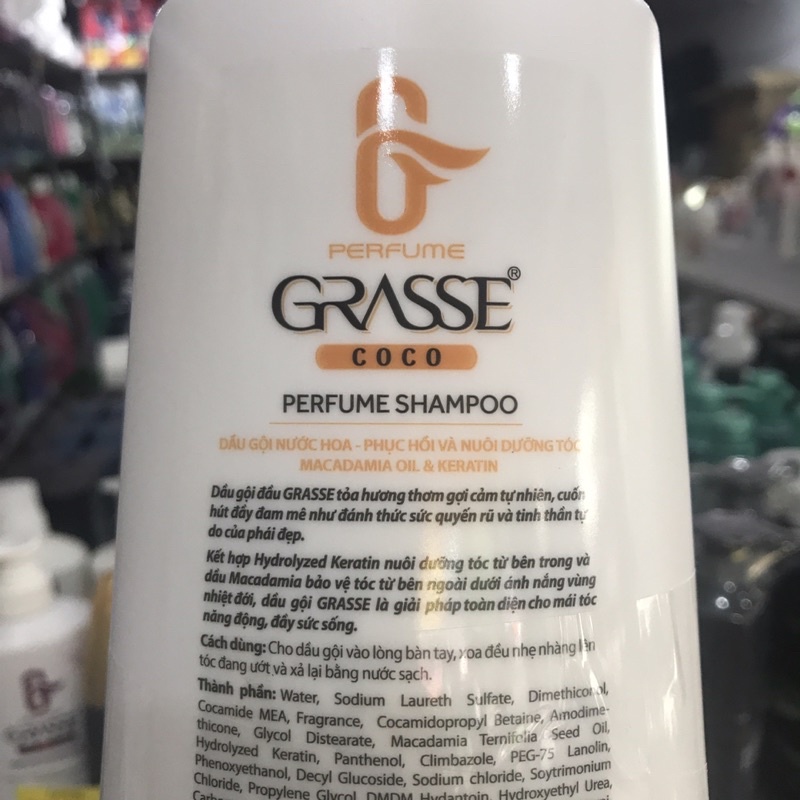 PERFUME
GRASSE®
COCO
PERFUME SHAMPOO
DẦU GỘI NƯỚC HOA - PHỤC HỒI VÀ NUÔI DƯỠNG TÓC
MACADAMIA OIL & KERATIN
Dầu gội đầu GRASSE tỏa hương thơm gợi cảm tự nhiên, cuốn
hút đầy đam mê như đánh thức sức quyến rũ và tinh thần tự
do của phái đẹp.
Kết hợp Hydrolyzed Keratin nuôi dưỡng tóc từ bên trong và
dầu Macadamia bảo vệ tóc từ bên ngoài dưới ánh nắng vùng
nhiệt đới, dầu gội GRASSE là giải pháp toàn diện cho mái tóc
năng động, đầy sức sống.
Cách dùng: Cho dầu gội vào lòng bàn tay, xoa đều nhẹ nhàng lên
tóc đang ướt và xả lại bằng nước sạch.
Thành phần: Water, Sodium Laureth Sulfate, Dimethiconol,
Cocamide MEA, Fragrance, Cocamidopropyl Betaine, Amodime-
thicone, Glycol Distearate, Macadamia Ternifolia Seed Oil,
Hydrolyzed Keratin, Panthenol, Climbazole, PEG-75 Lanolin,
Phenoxyethanol, Decyl Glucoside, Sodium chloride, Soytrimonium
Chloride, Propylene Glycol, DMDM Hydantoin, Hydroxyethyl Urea,
GRASSE